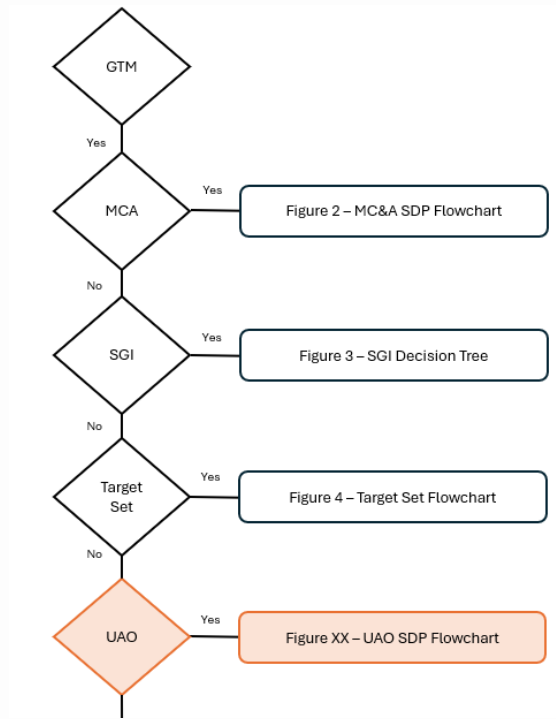 GTM
Yes
MCA
Yes
Figure 2 – MC&A SDP Flowchart
No
SGI
Yes
Figure 3 – SGI Decision Tree
No
Target
Set
Yes
Figure 4 – Target Set Flowchart
No
UAO
Yes
Figure XX – UAO SDP Flowchart